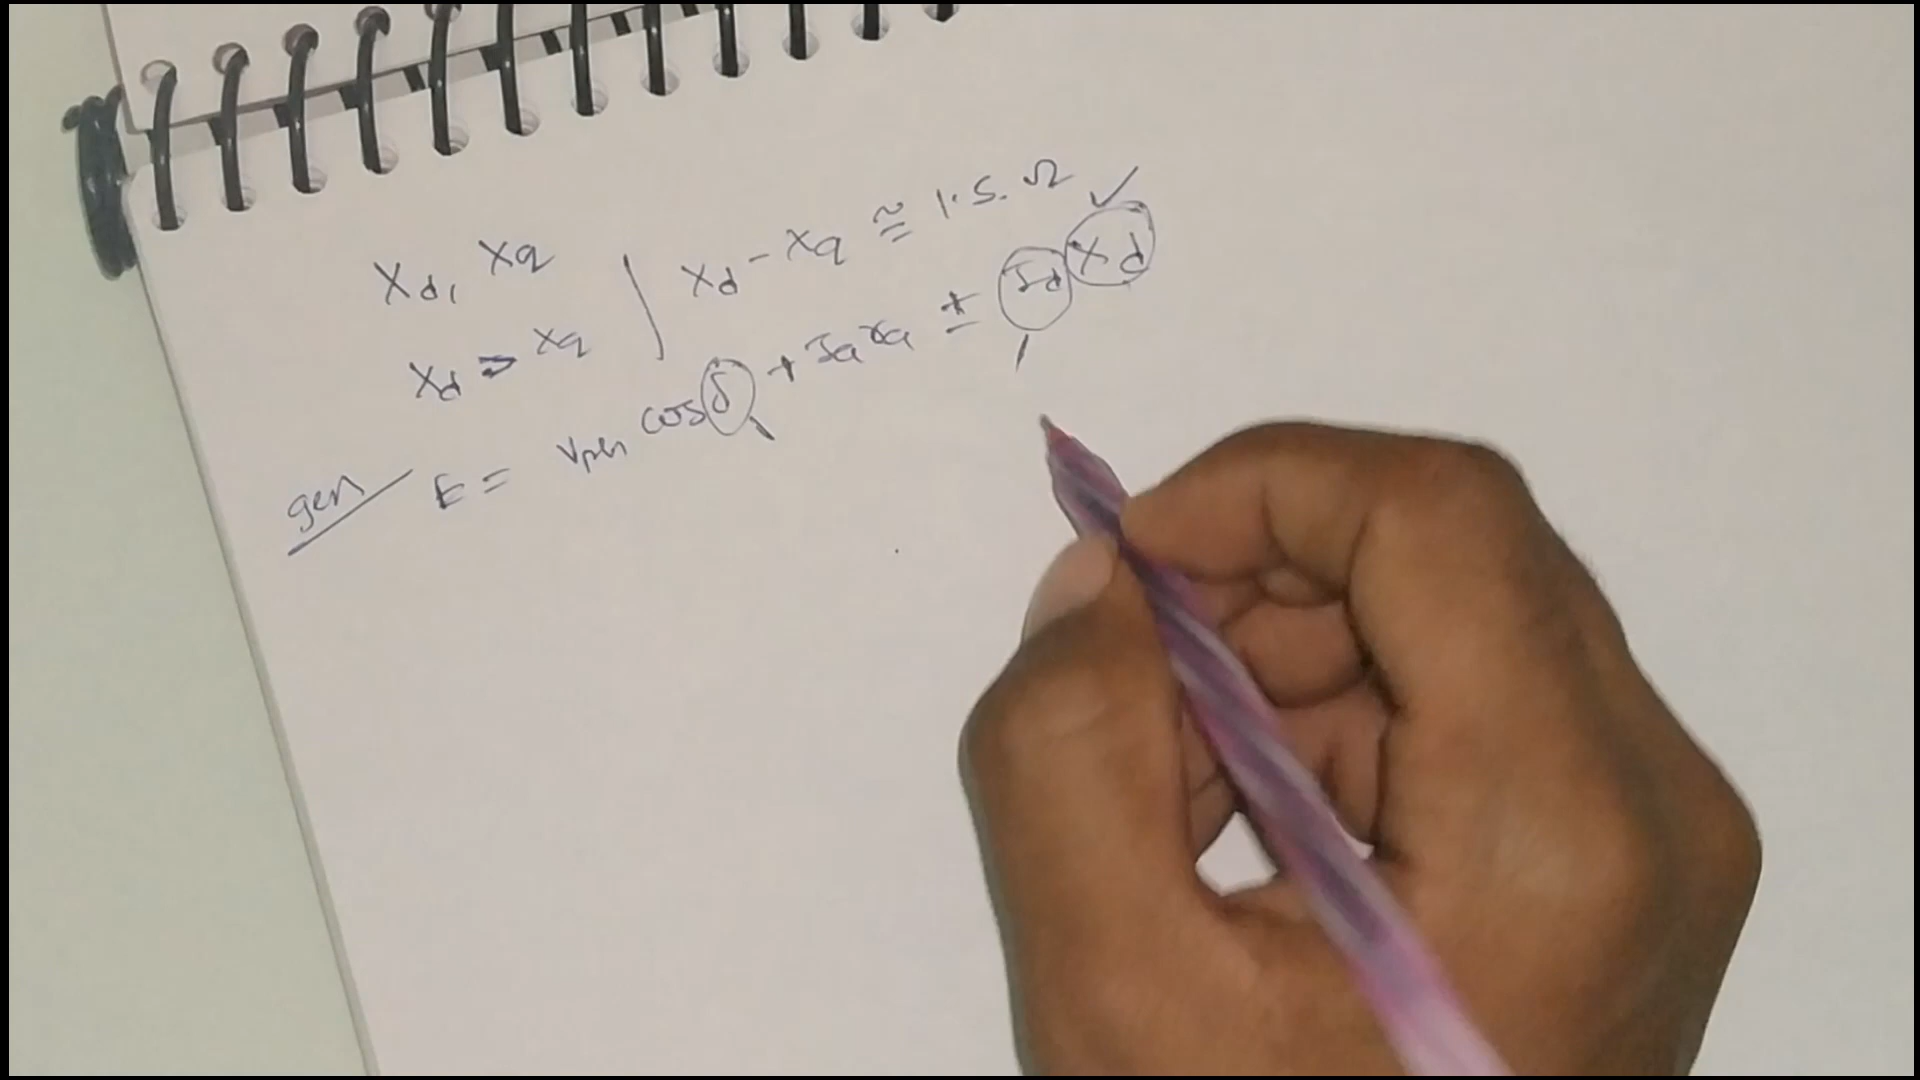 Xd, Xq
Xd > Xq
Xd - Xq ≅ 1.5. Ω ✓
gen E = Vph cos δ + Ia ra ± Id Xd